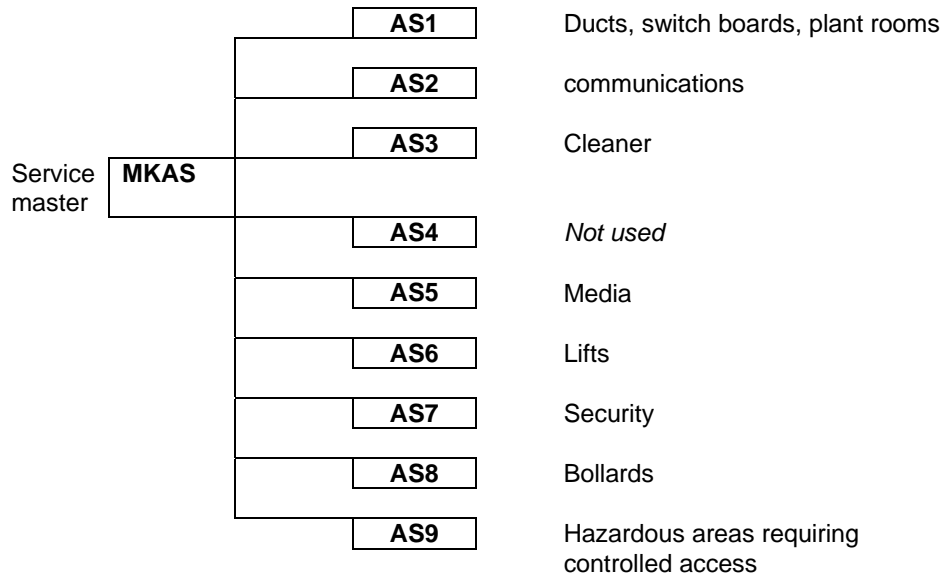 AS1 Ducts, switch boards, plant rooms
AS2 communications
AS3 Cleaner
Service MKAS
master
AS4 Not used
AS5 Media
AS6 Lifts
AS7 Security
AS8 Bollards
AS9 Hazardous areas requiring
controlled access